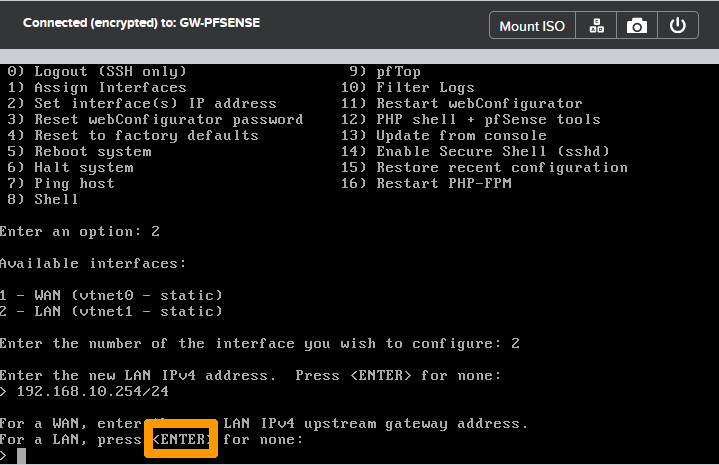 Connected (encrypted) to: GW-PFSENSE
Mount ISO
0) Logout (SSH only) 9) pfTop
1) Assign Interfaces 10) Filter Logs
2) Set interface(s) IP address 11) Restart webConfigurator
3) Reset webConfigurator password 12) PHP shell + pfSense tools
4) Reset to factory defaults 13) Update from console
5) Reboot system 14) Enable Secure Shell (sshd)
6) Halt system 15) Restore recent configuration
7) Ping host 16) Restart PHP-FPM
8) Shell
Enter an option: 2
Available interfaces:
1 - WAN (vtnet0 - static)
2 - LAN (vtnet1 - static)
Enter the number of the interface you wish to configure: 2
Enter the new LAN IPv4 address. Press <ENTER> for none:
> 192.168.10.254/24
For a WAN, enter LAN IPv4 upstream gateway address.
For a LAN, press <ENTER> for none:
>